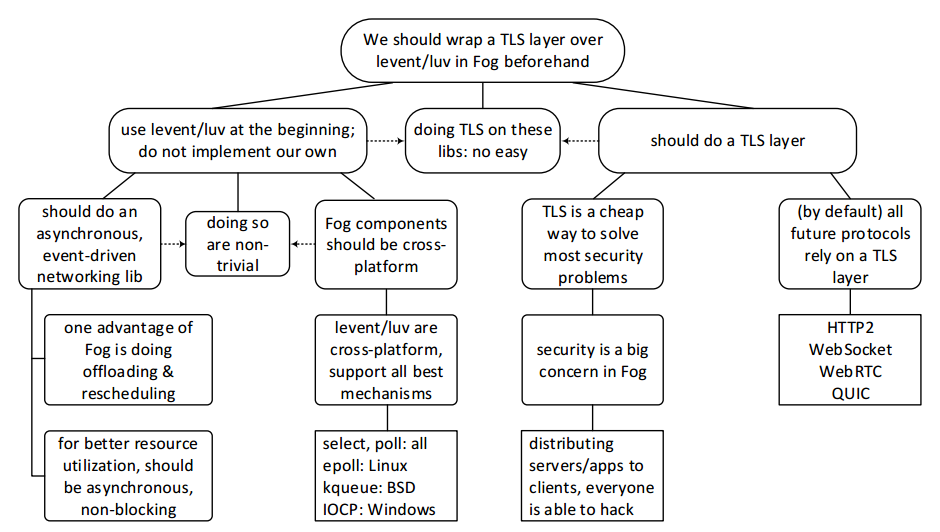 We should wrap a TLS layer over
levent/luv in Fog beforehand
use levent/luv at the beginning;
do not implement our own
doing TLS on these
libs: no easy
should do a TLS layer
should do an
asynchronous,
event-driven
networking lib
doing so
are non-
trivial
Fog components
should be cross-
platform
TLS is a cheap
way to solve
most security
problems
(by default) all
future protocols
rely on a TLS
layer
one advantage of
Fog is doing
offloading &
rescheduling
levent/luv are
cross-platform,
support all best
mechanisms
security is a big
concern in Fog
HTTP2
WebSocket
WebRTC
QUIC
for better resource
utilization, should
be asynchronous,
non-blocking
select, poll: all
epoll: Linux
kqueue: BSD
IOCP: Windows
distributing
servers/apps to
clients, everyone
is able to hack